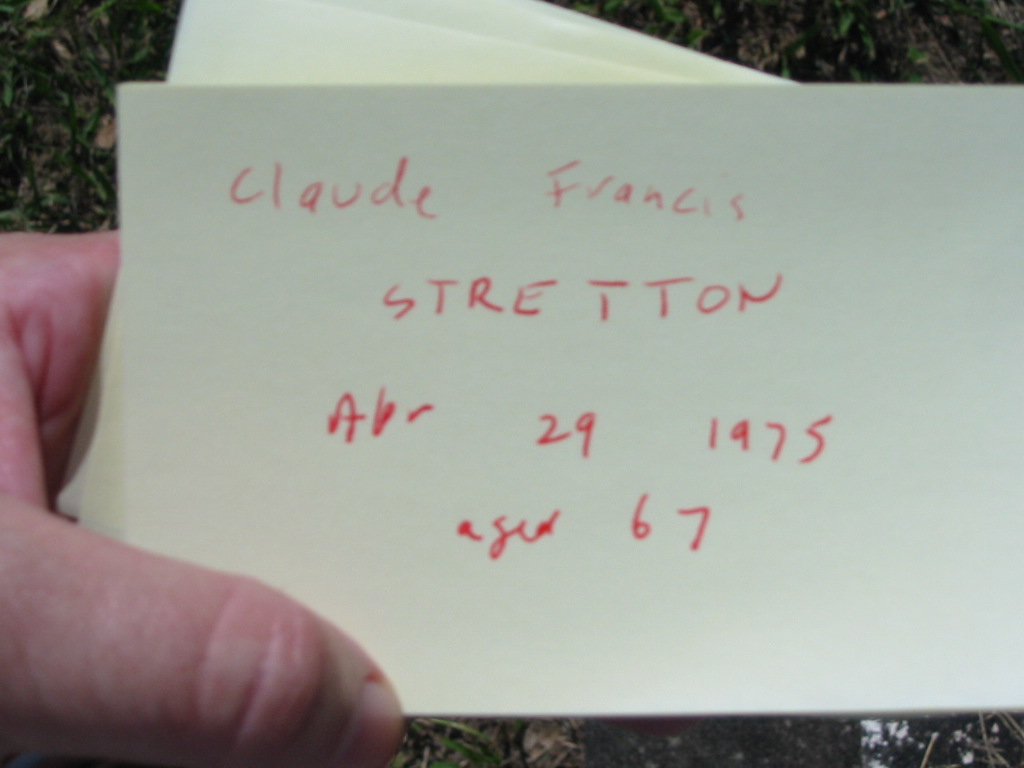 Claude Francis
STRETTON
Apr 29 1975
aged 67